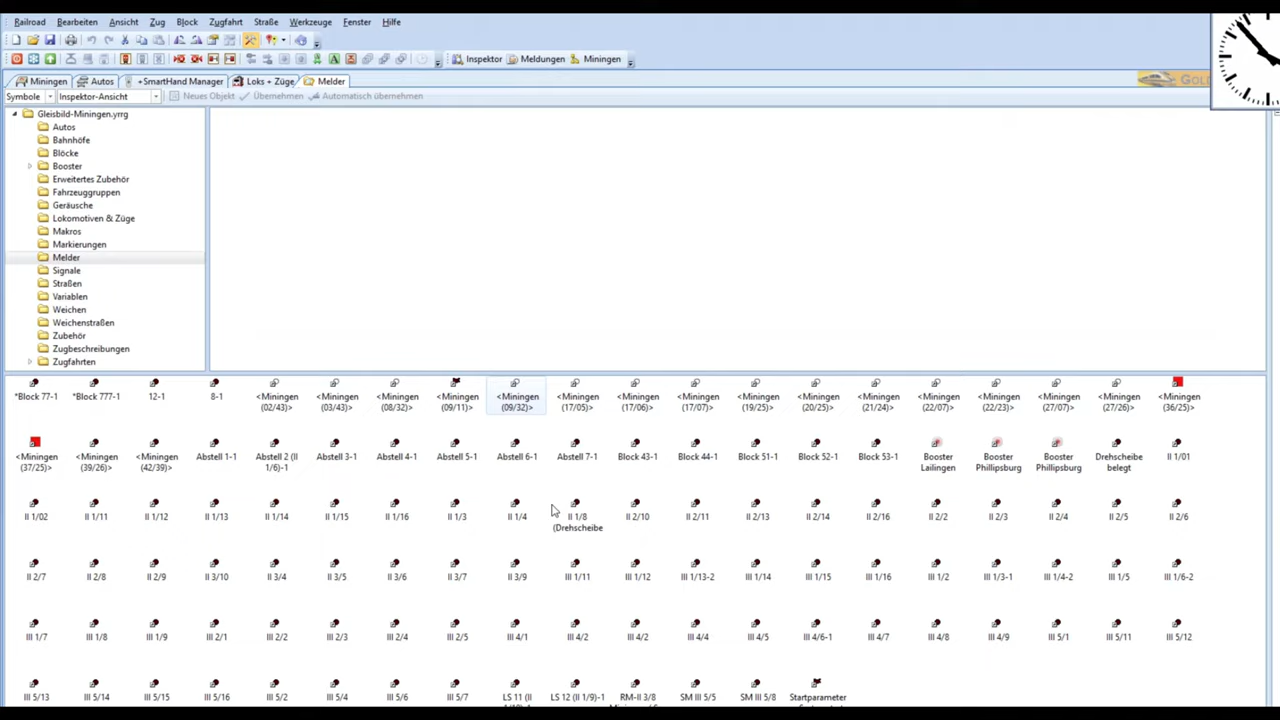 Railroad Bearbeiten Ansicht Zug Block Zugfahrt Straße Werkzeuge Fenster Hilfe
Inspektor Meldungen Miningen
Miningen Autos +SmartHand Manager Loks + Züge Melder
GOLD
Symbole Inspektor-Ansicht Neues Objekt Übernehmen Automatisch übernehmen
Gleisbild-Miningen.yrrg
Autos
Bahnhöfe
Blöcke
Booster
Erweitertes Zubehör
Fahrzeuggruppen
Geräusche
Lokomotiven & Züge
Makros
Markierungen
Melder
Signale
Straßen
Variablen
Weichen
Weichenstraßen
Zubehör
Zugbeschreibungen
Zugfahrten
*Block 77-1 *Block 777-1 12-1 8-1 <Miningen <Miningen <Miningen <Miningen <Miningen <Miningen <Miningen <Miningen <Miningen <Miningen <Miningen <Miningen <Miningen <Miningen <Miningen <Miningen
(02/43)> (03/43)> (08/32)> (09/11)> (09/32)> (17/05)> (17/06)> (17/07)> (19/25)> (20/25)> (21/24)> (22/07)> (22/23)> (27/07)> (27/26)> (36/25)>
<Miningen <Miningen <Miningen Abstell 1-1 Abstell 2 (II Abstell 3-1 Abstell 4-1 Abstell 5-1 Abstell 6-1 Abstell 7-1 Block 43-1 Block 44-1 Block 51-1 Block 52-1 Block 53-1 Booster Booster Booster Drehscheibe II 1/01
(37/25)> (39/26)> (42/39)> 1/6)-1 Lailingen Phillipsburg Phillipsburg belegt
II 1/02 II 1/11 II 1/12 II 1/13 II 1/14 II 1/15 II 1/16 II 1/3 II 1/4 II 1/8 II 2/10 II 2/11 II 2/13 II 2/14 II 2/16 II 2/2 II 2/3 II 2/4 II 2/5 II 2/6
(Drehscheibe
II 2/7 II 2/8 II 2/9 II 3/10 II 3/4 II 3/5 II 3/6 II 3/7 II 3/9 III 1/11 III 1/12 III 1/13-2 III 1/14 III 1/15 III 1/16 III 1/2 III 1/3-1 III 1/4-2 III 1/5 III 1/6-2
III 1/7 III 1/8 III 1/9 III 2/1 III 2/2 III 2/3 III 2/4 III 2/5 III 4/1 III 4/2 III 4/2 III 4/4 III 4/5 III 4/6-1 III 4/7 III 4/8 III 4/9 III 5/1 III 5/11 III 5/12
III 5/13 III 5/14 III 5/15 III 5/16 III 5/2 III 5/4 III 5/6 III 5/7 LS 11 (II LS 12 (II 1/9)-1 RM-II 3/8 SM III 5/5 SM III 5/8 Startparameter